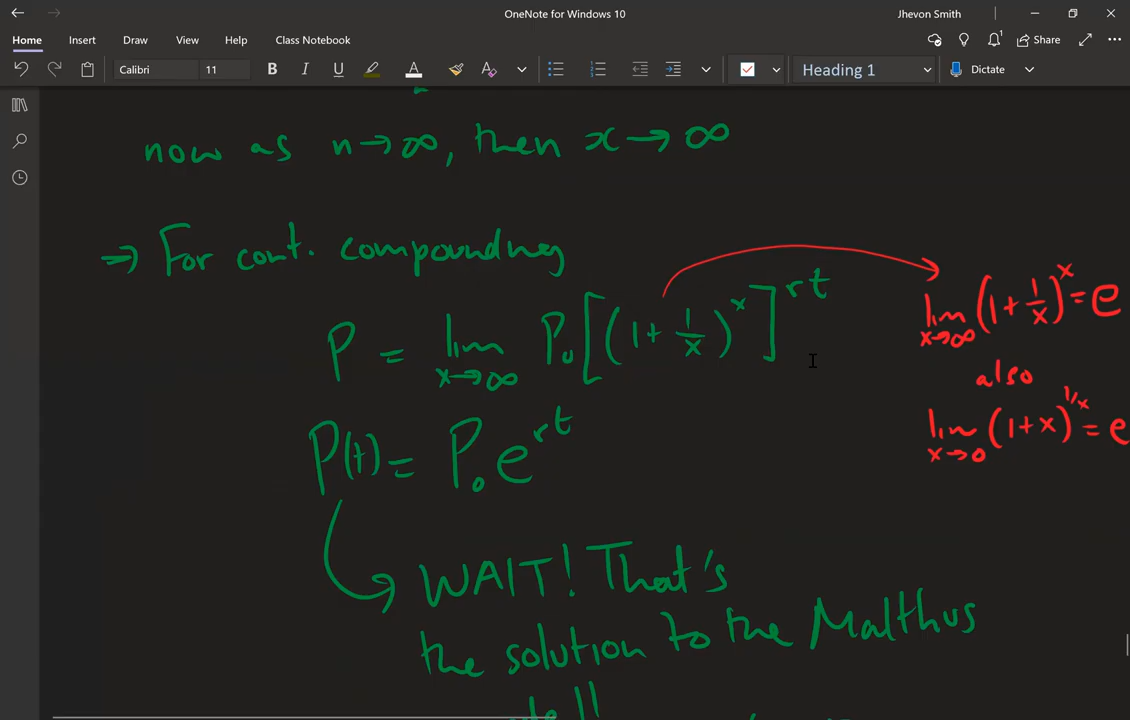 OneNote for Windows 10
Jhevon Smith
Home Insert Draw View Help Class Notebook
Share
Calibri 11 B I U A A Heading 1 Dictate
now as n→∞, then x→∞
⇒ For cont. compounding
P = lim x→∞ P₀[(1+1/x)^x]^rt
lim x→∞ (1+1/x)^x = e
also
lim x→0 (1+x)^1/x = e
P(t) = P₀e^rt
WAIT! That's
the solution to the Malthus